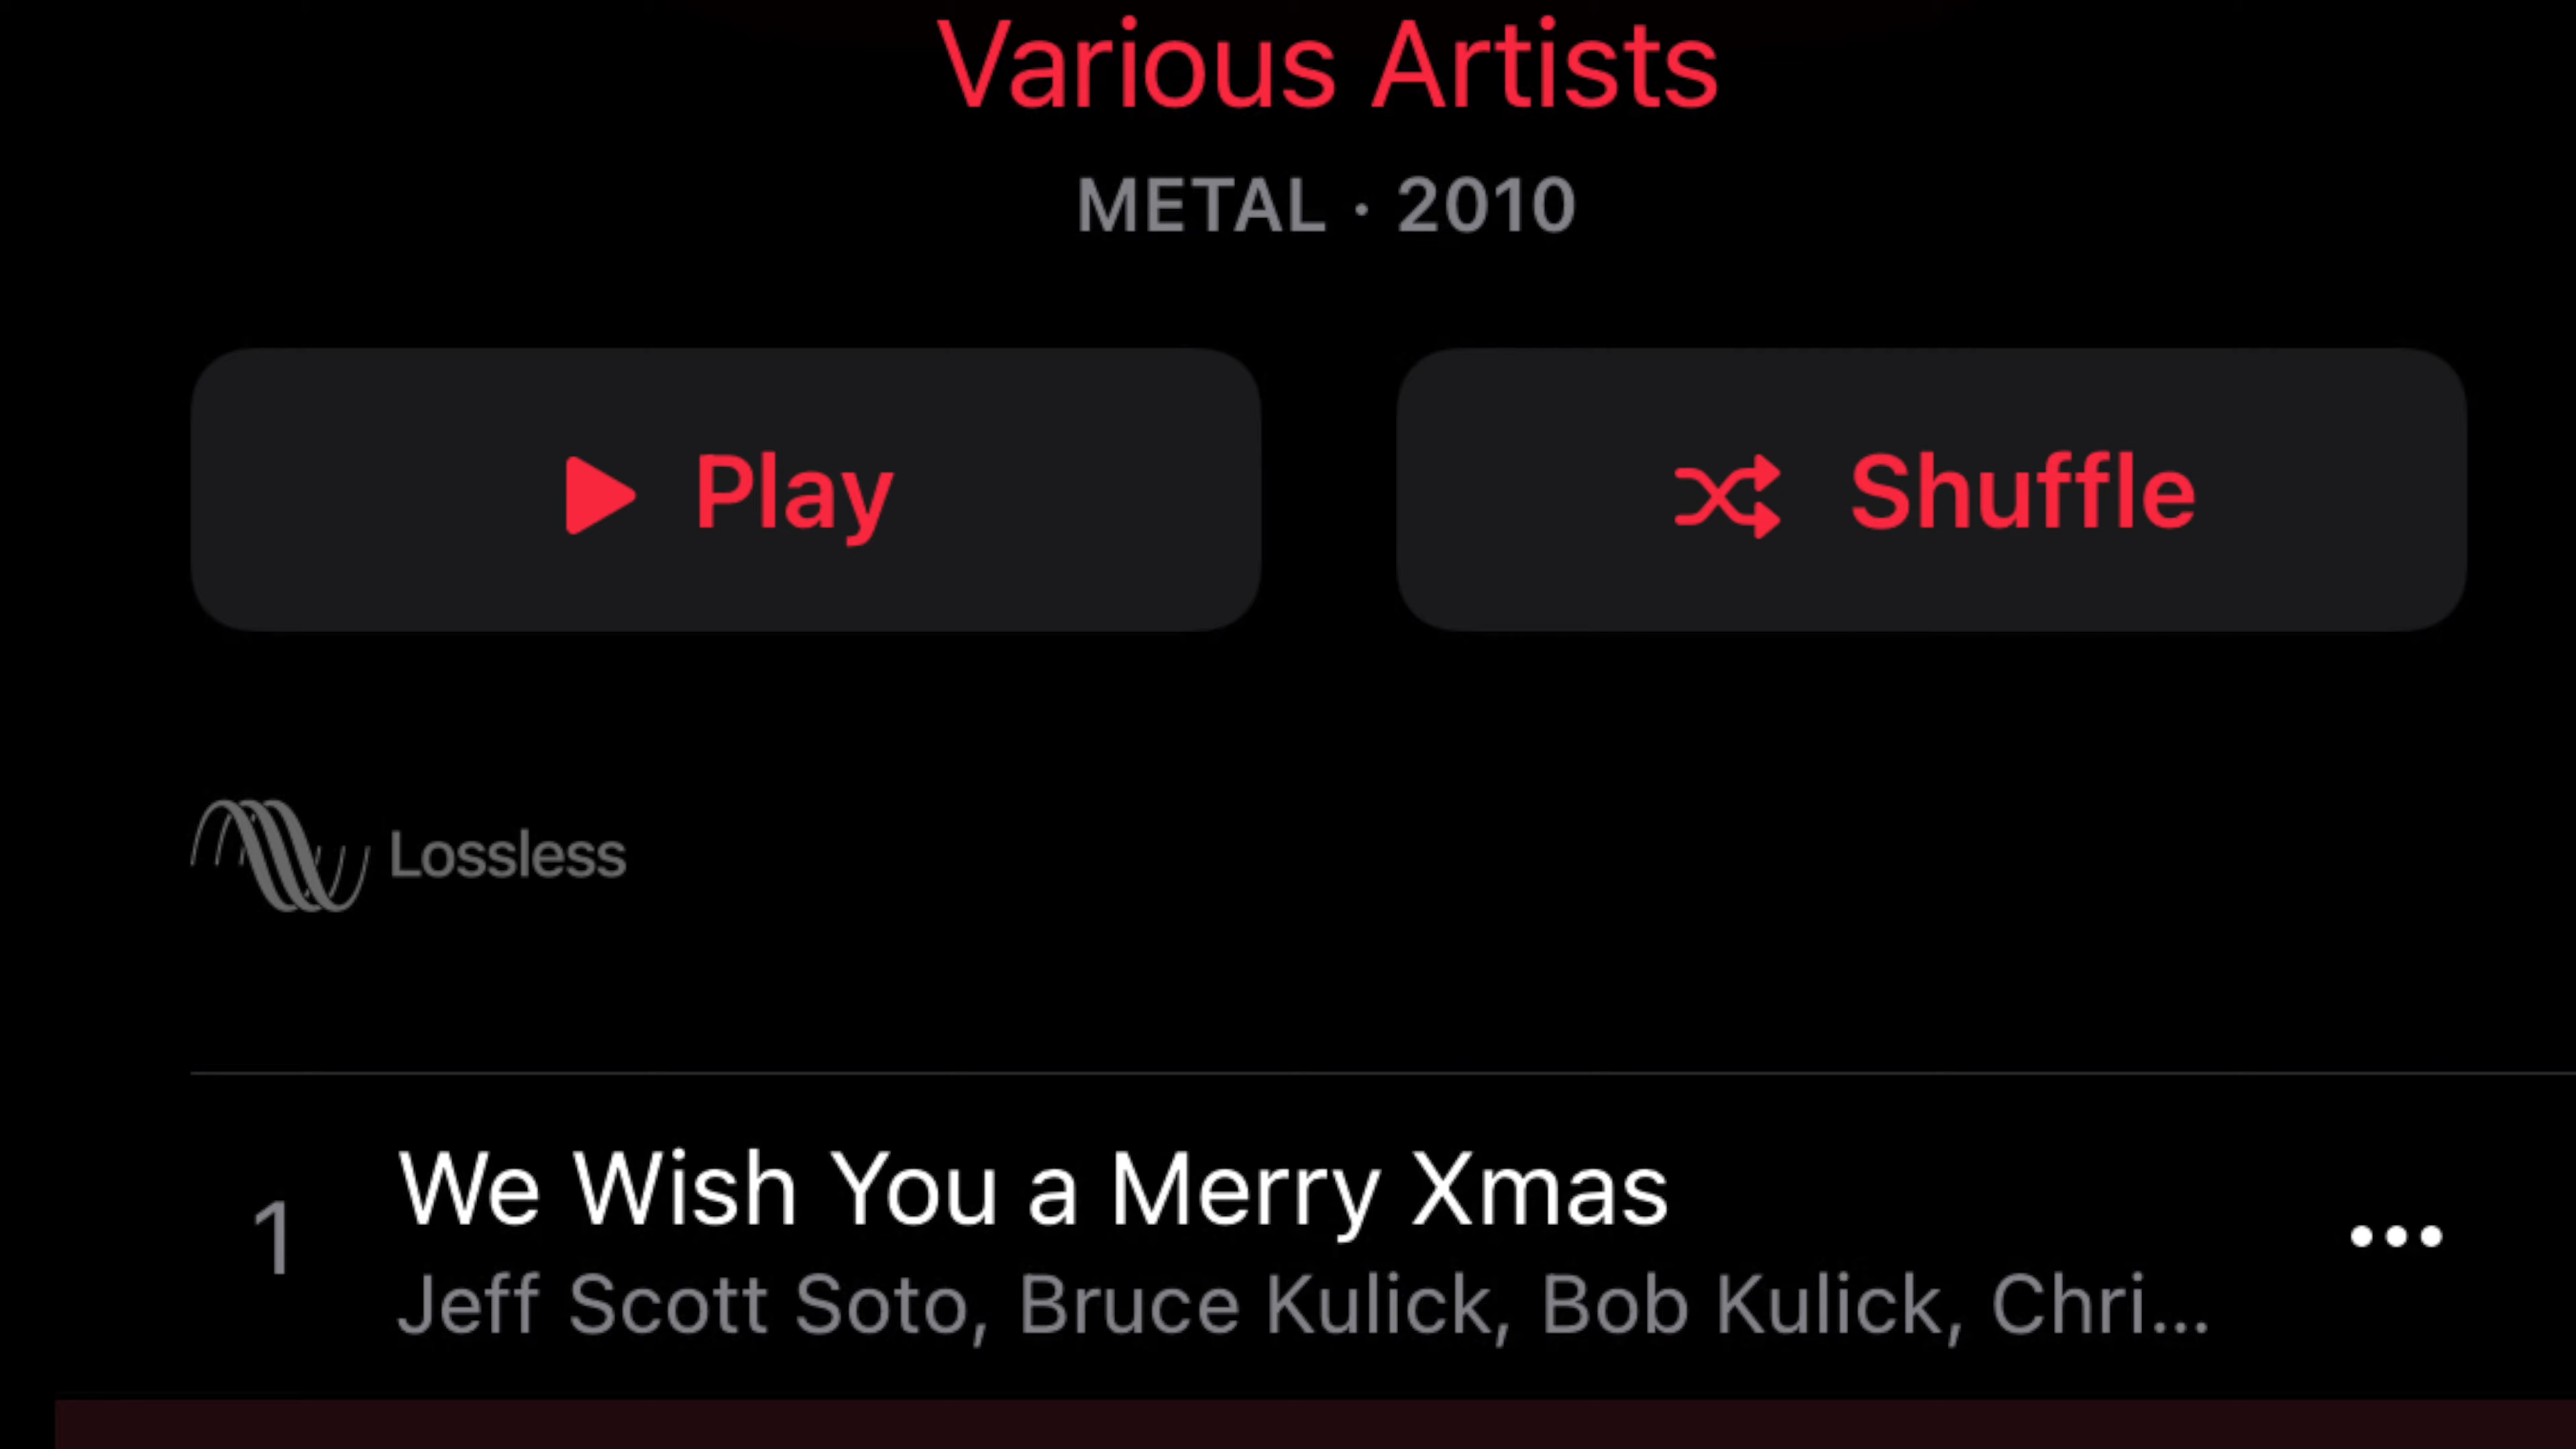 Various Artists
METAL · 2010
Play
Shuffle
Lossless
1
We Wish You a Merry Xmas
Jeff Scott Soto, Bruce Kulick, Bob Kulick, Chri...